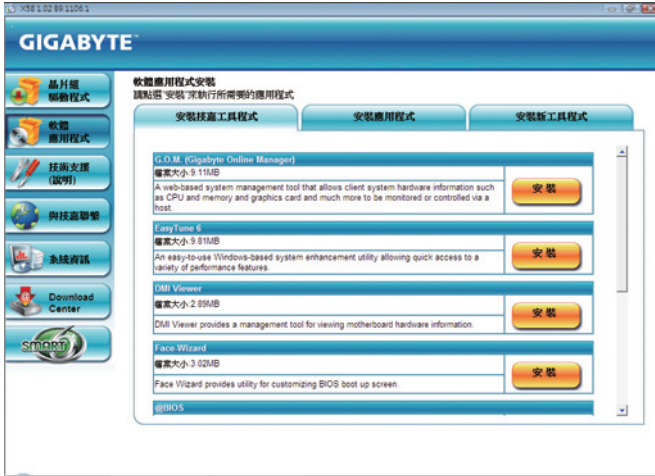 X58 1.02 B9.1106.1
GIGABYTE™
晶片組
驅動程式
軟體
應用程式
技術支援
(說明)
與技嘉聯繫
系統資訊
Download
Center
SMART
軟體應用程式安裝
請點選"安裝"來執行所需要的應用程式
安裝技嘉工具程式
安裝應用程式
安裝新工具程式
G.O.M. (Gigabyte Online Manager)
檔案大小:9.11MB
A web-based system management tool that allows client system hardware information such
as CPU and memory and graphics card and much more to be monitored or controlled via a
host.
安裝
EasyTune 6
檔案大小:9.81MB
An easy-to-use Windows-based system enhancement utility allowing quick access to a
variety of performance features.
安裝
DMI Viewer
檔案大小:2.89MB
DMI Viewer provides a management tool for viewing motherboard hardware information.
安裝
Face-Wizard
檔案大小:3.02MB
Face Wizard provides utility for customizing BIOS boot up screen.
安裝
@BIOS